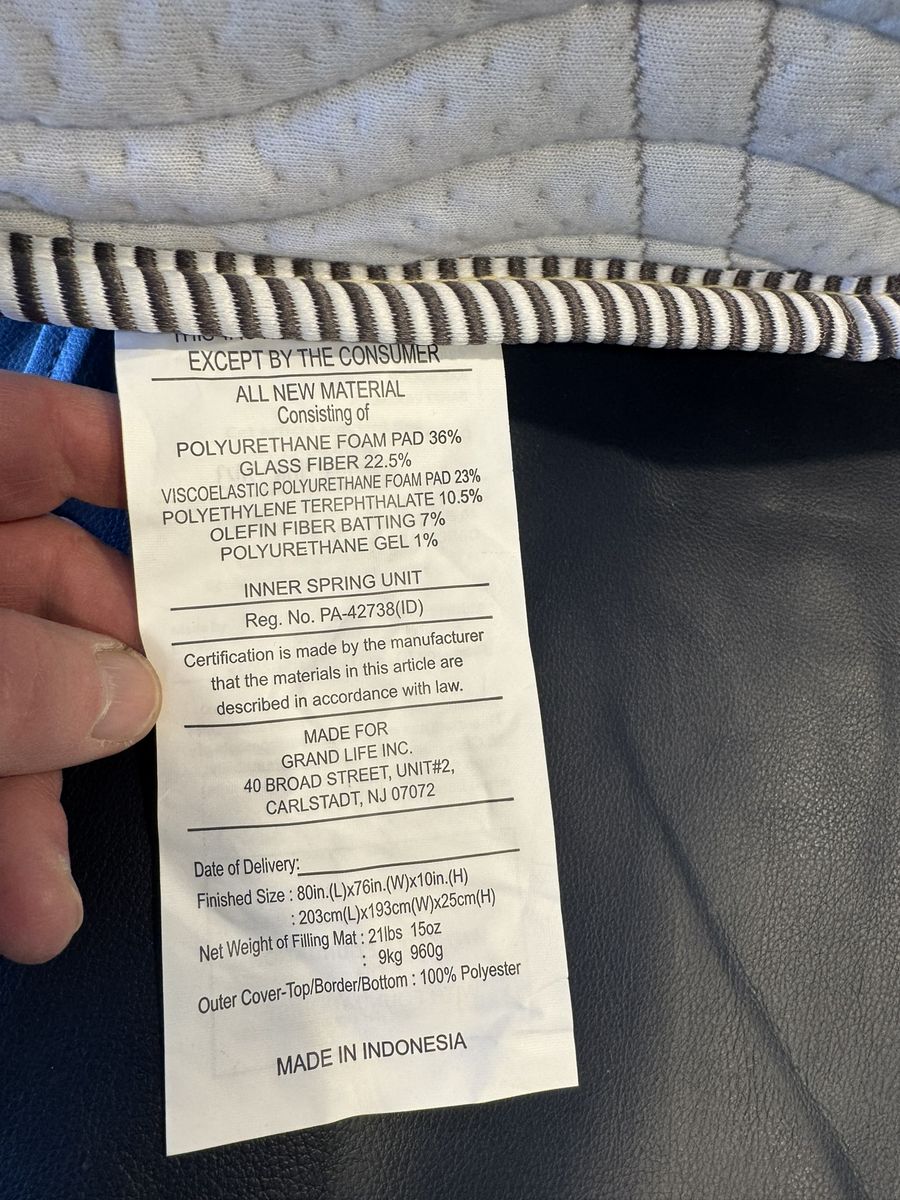 EXCEPT BY THE CONSUMER
ALL NEW MATERIAL
Consisting of
POLYURETHANE FOAM PAD 36%
GLASS FIBER 22.5%
VISCOELASTIC POLYURETHANE FOAM PAD 23%
POLYETHYLENE TEREPHTHALATE 10.5%
OLEFIN FIBER BATTING 7%
POLYURETHANE GEL 1%
INNER SPRING UNIT
Reg. No. PA-42738(ID)
Certification is made by the manufacturer
that the materials in this article are
described in accordance with law.
MADE FOR
GRAND LIFE INC.
40 BROAD STREET, UNIT#2,
CARLSTADT, NJ 07072
Date of Delivery:
Finished Size : 80in.(L)x76in.(W)x10in.(H)
: 203cm(L)x193cm(W)x25cm(H)
Net Weight of Filling Mat : 21lbs 15oz
: 9kg 960g
Outer Cover-Top/Border/Bottom : 100% Polyester
MADE IN INDONESIA